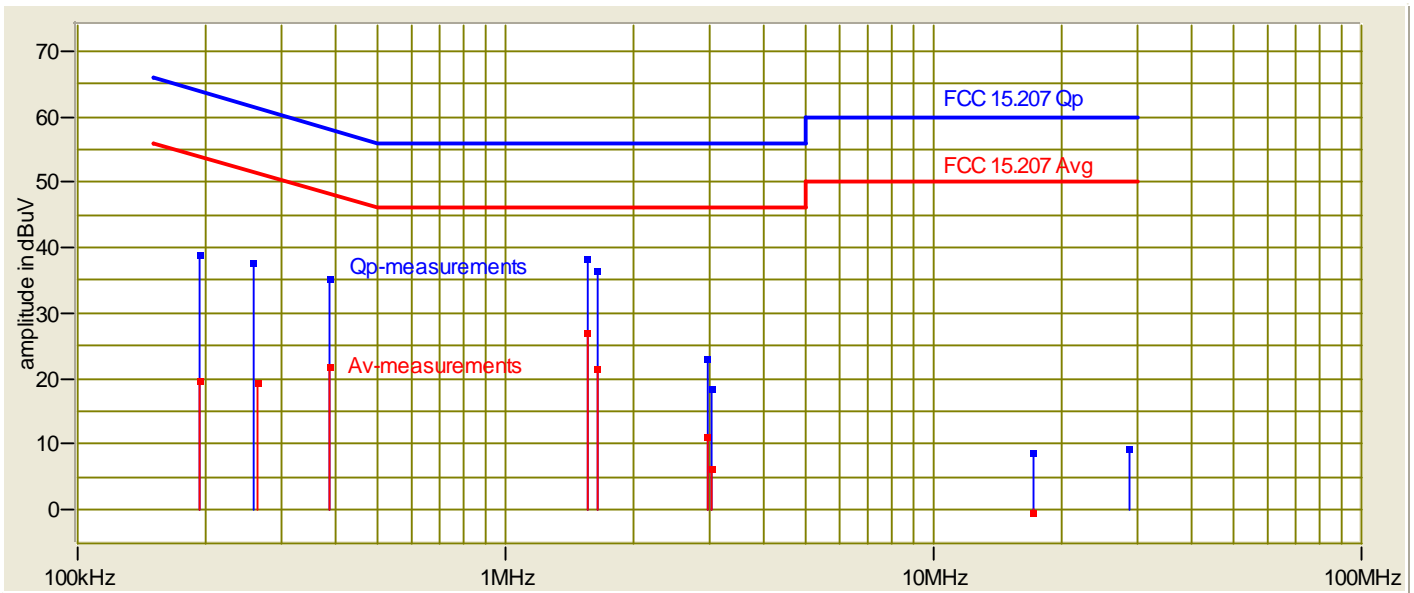 amplitude in dBuV
70
60
50
40
30
20
10
0
FCC 15.207 Qp
FCC 15.207 Avg
Qp-measurements
Av-measurements
100kHz
1MHz
10MHz
100MHz